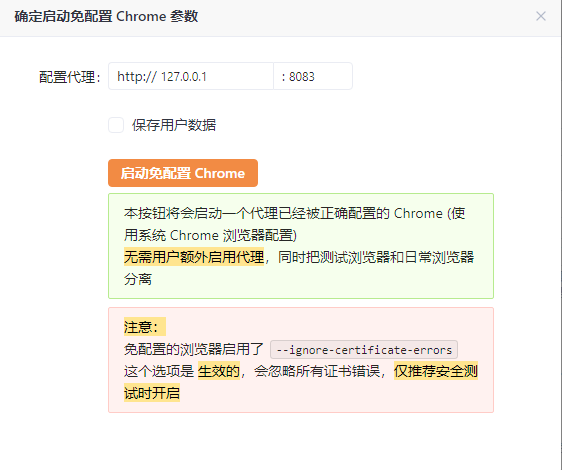 确定启动免配置 Chrome 参数
配置代理: http:// 127.0.0.1 : 8083
保存用户数据
启动免配置 Chrome
本按钮将会启动一个代理已经被正确配置的 Chrome (使
用系统 Chrome 浏览器配置)
无需用户额外启用代理，同时把测试浏览器和日常浏览器
分离
注意：
免配置的浏览器启用了 --ignore-certificate-errors
这个选项是 生效的，会忽略所有证书错误，仅推荐安全测
试时开启